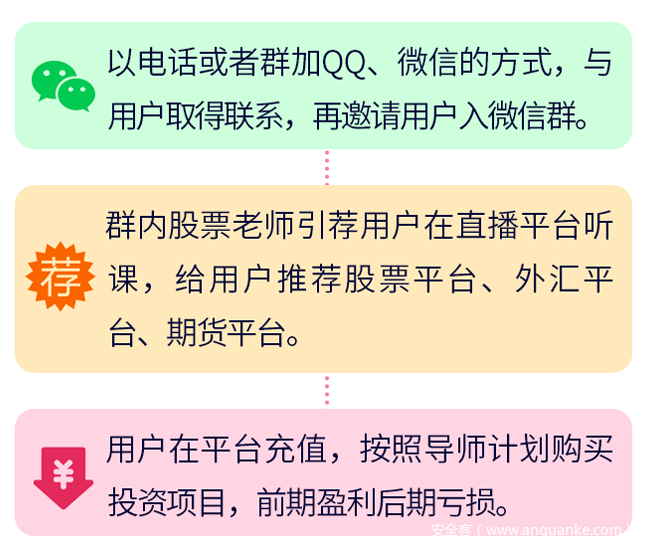 以电话或者群加QQ、微信的方式，与
用户取得联系，再邀请用户入微信群。
群内股票老师引荐用户在直播平台听
荐
课，给用户推荐股票平台、外汇平
台、期货平台。
用户在平台充值，按照导师计划购买
¥
投资项目，前期盈利后期亏损。
安全客（www.anquanke.com）